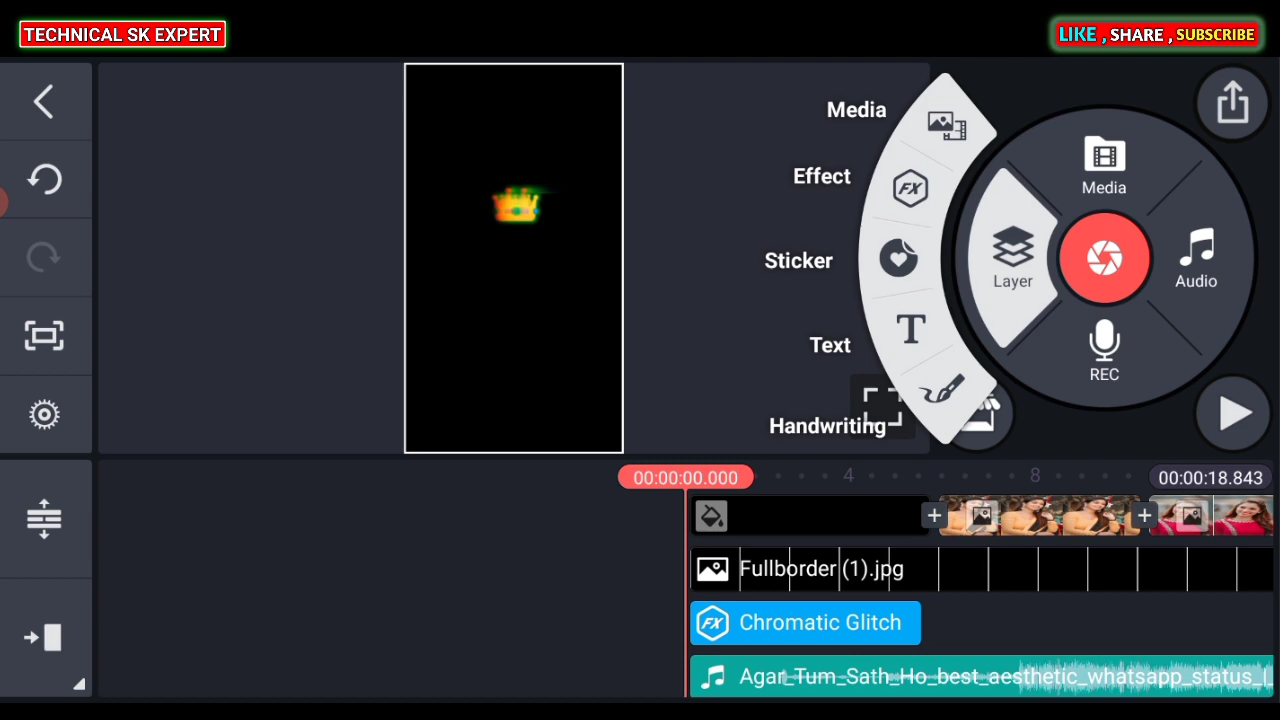 TECHNICAL SK EXPERT
LIKE , SHARE , SUBSCRIBE
Media
Effect
Sticker
Text
Handwriting
Media
Layer
Audio
REC
00:00:00.000
4
8
00:00:18.843
Fullborder (1).jpg
Chromatic Glitch
Agar_Tum_Sath_Ho_best_aesthetic_whatsapp_status_l_